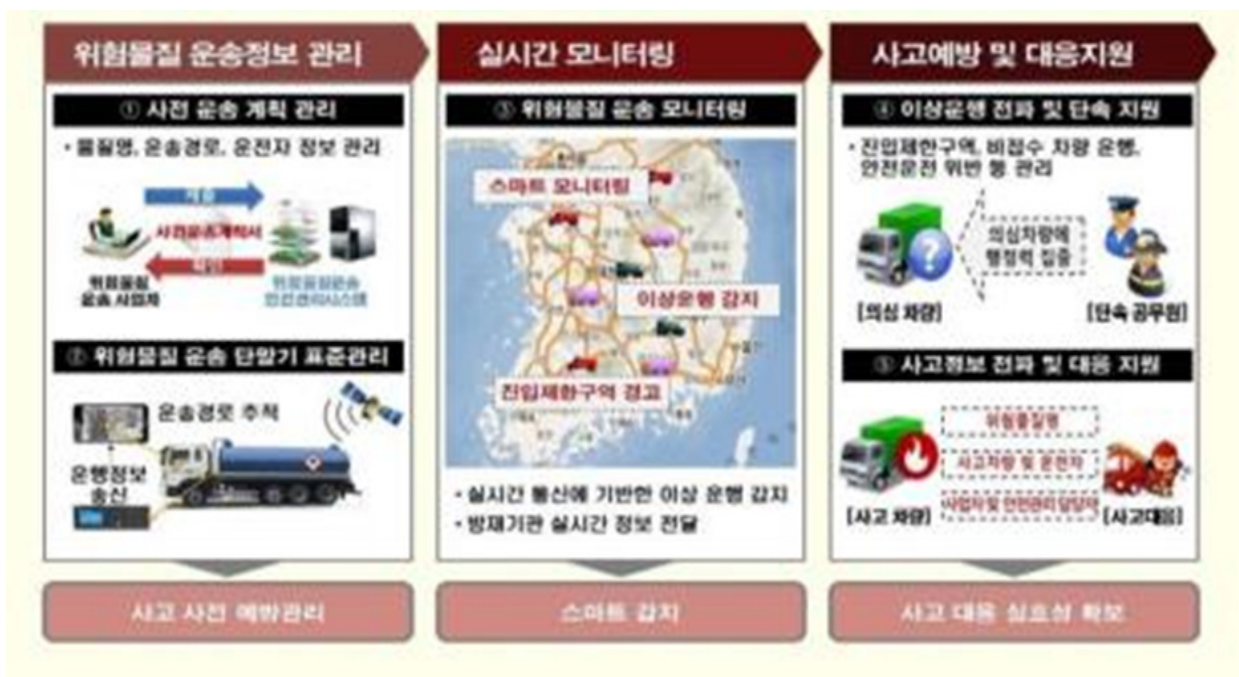 위험물질 운송정보 관리
① 사전 운송 계획 관리
• 물질명, 운송경로, 운전자 정보 관리
제출
사전운송계획서
확인
위험물질
운송 사업자
위험물질운송
안전관리시스템
② 위험물질 운송 단말기 표준관리
운송경로 추적
운행정보
송신
사고 사전 예방관리
실시간 모니터링
③ 위험물질 운송 모니터링
스마트 모니터링
이상운행 감지
진입제한구역 경고
• 실시간 통신에 기반한 이상 운행 감지
• 방재기관 실시간 정보 전달
스마트 감지
사고예방 및 대응지원
④ 이상운행 전파 및 단속 지원
• 진입제한구역, 비접수 차량 운행,
안전운전 위반 등 관리
의심차량에
행정력 집중
[의심 차량]
[단속 공무원]
⑤ 사고정보 전파 및 대응 지원
위험물질명
사고차량 및 운전자
사업자 및 안전관리 담당자
[사고 차량]
[사고대응]
사고 대응 실효성 확보